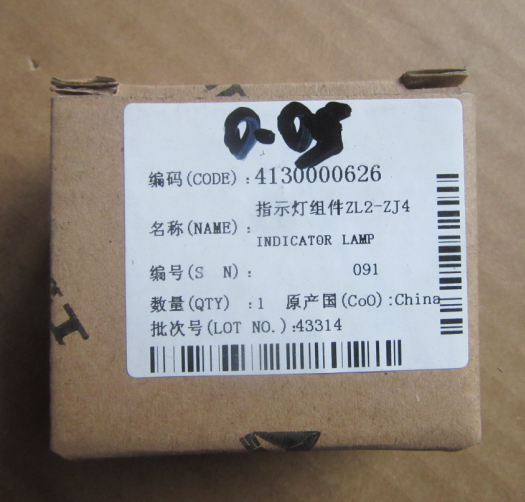 0-05
编码(CODE) :4130000626
指示灯组件ZL2-ZJ4
名称(NAME):
INDICATOR LAMP
编号(S N) : 091
数量(QTY) :1 原产国(CoO):China
批次号(LOT NO.):43314